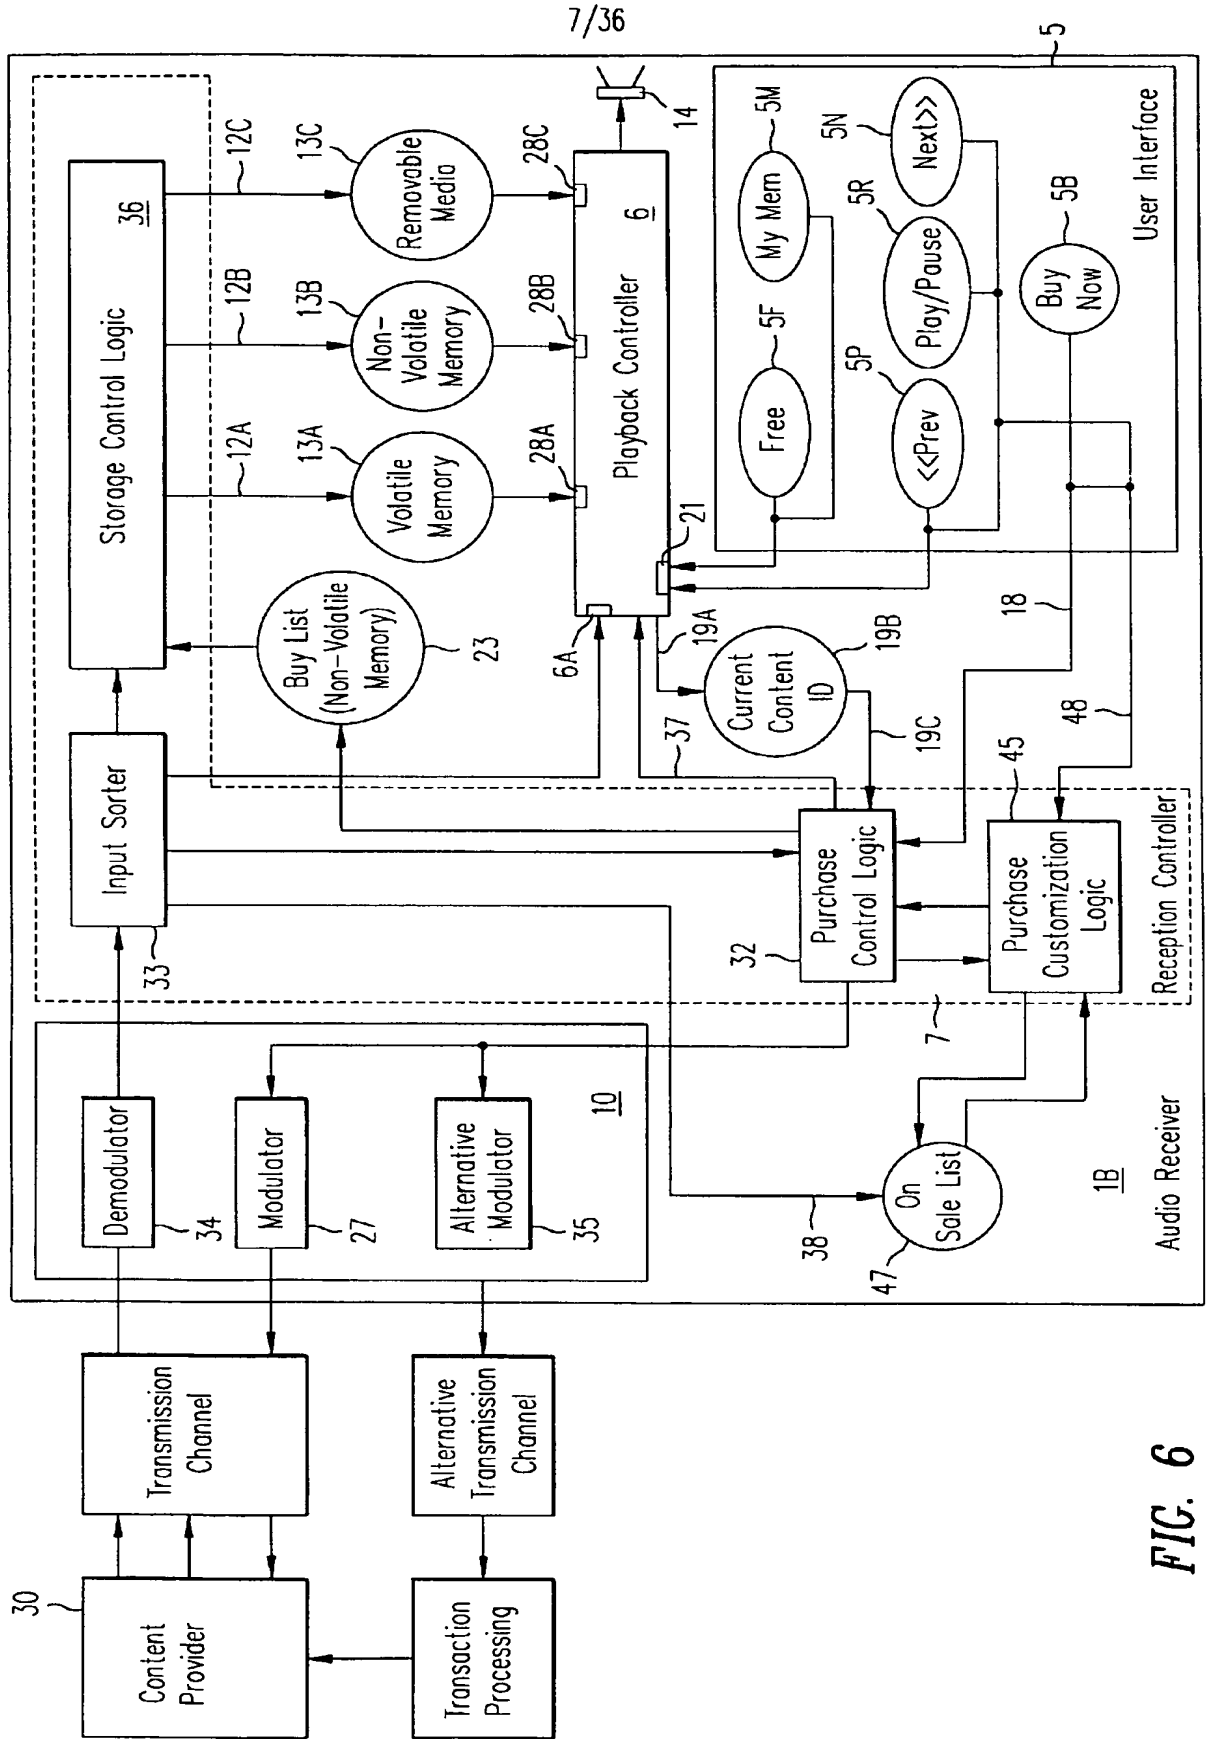 7/36
36
Storage Control Logic
12A
12B
12C
13A
Volatile
Memory
13B
Non-
Volatile
Memory
13C
Removable
Medio
28A
28B
28C
6
Playback Controller
14
6A
21
Input Sorter
33
Buy List
(Non-Volatile
Memory)
23
19A
Current
Content
ID
19B
19C
37
5
Free
5F
My Mem
5M
<<Prev
5P
Play/Pause
5R
Next>>
5N
Buy
Now
5B
User Interface
18
48
Purchase
Control Logic
32
Purchase
Customization
Logic
45
Reception Controller
7
Demodulator
34
Modulator
27
Alternative
Modulator
35
10
38
On
Sale List
47
1B
Audio Receiver
Transmission
Channel
Alternative
Transmission
Channel
30
Content
Provider
Transaction
Processing
FIG. 6